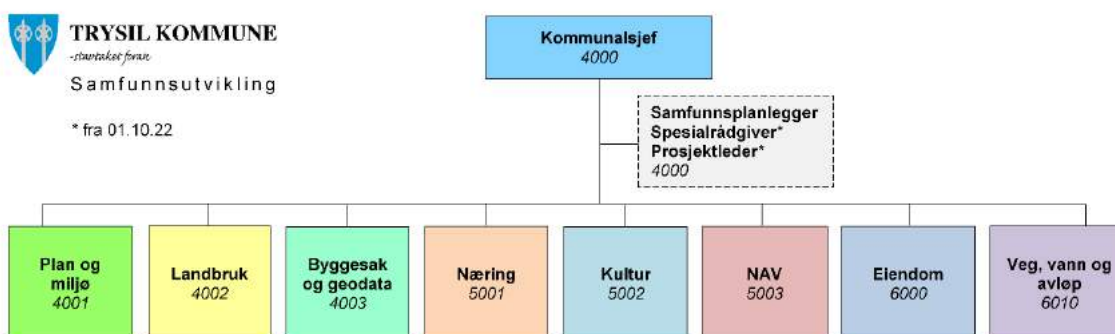 TRYSIL KOMMUNE
-støvtaket foran
Samfunnsutvikling
* fra 01.10.22
Kommunalsjef
4000
Samfunnsplanlegger
Spesialrådgiver*
Prosjektleder*
4000
Plan og
miljø
4001
Landbruk
4002
Byggesak
og geodata
4003
Næring
5001
Kultur
5002
NAV
5003
Eiendom
6000
Veg, vann og
avløp
6010